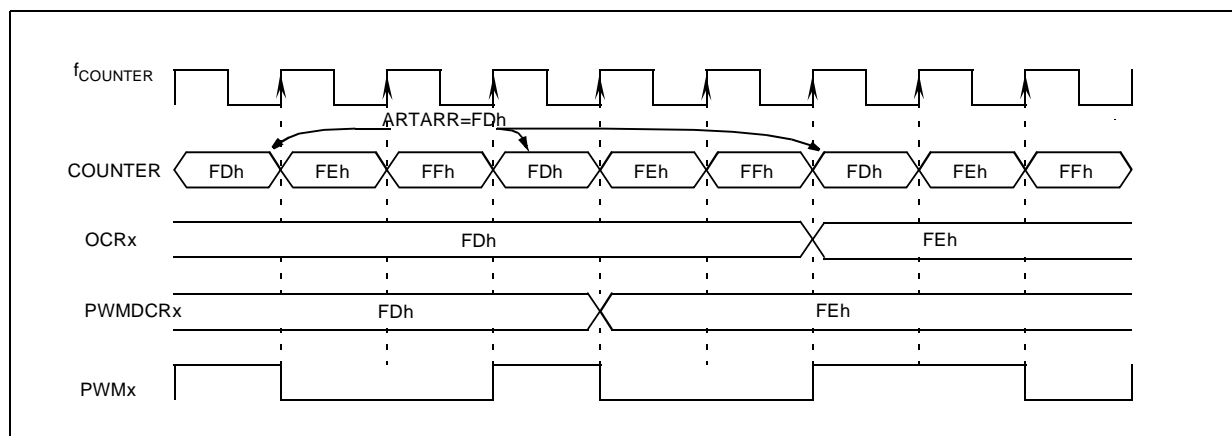 fCOUNTER
ARTARR=FDh
COUNTER FDh FEh FFh FDh FEh FFh FDh FEh FFh
OCRx FDh FEh
PWMDCRx FDh FEh
PWMx